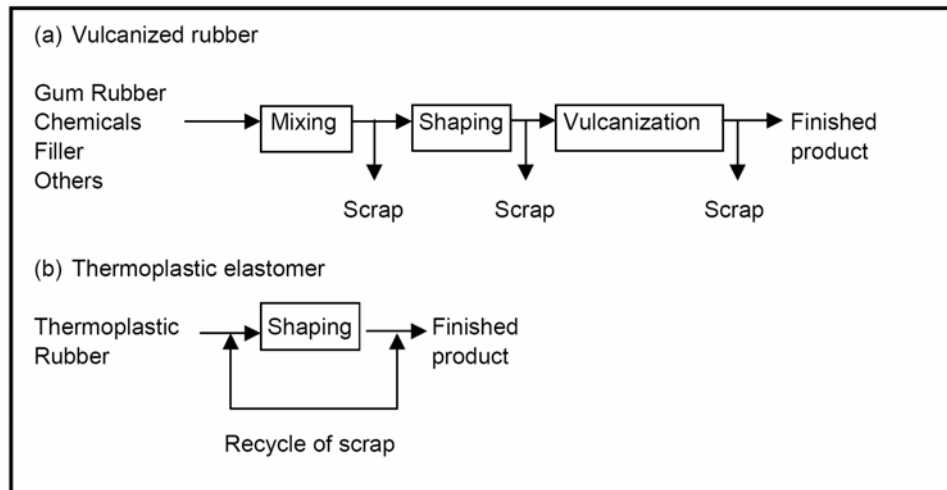 (a) Vulcanized rubber
Gum Rubber
Chemicals
Filler
Others
Mixing
Shaping
Vulcanization
Finished
product
Scrap
Scrap
Scrap
(b) Thermoplastic elastomer
Thermoplastic
Rubber
Shaping
Finished
product
Recycle of scrap